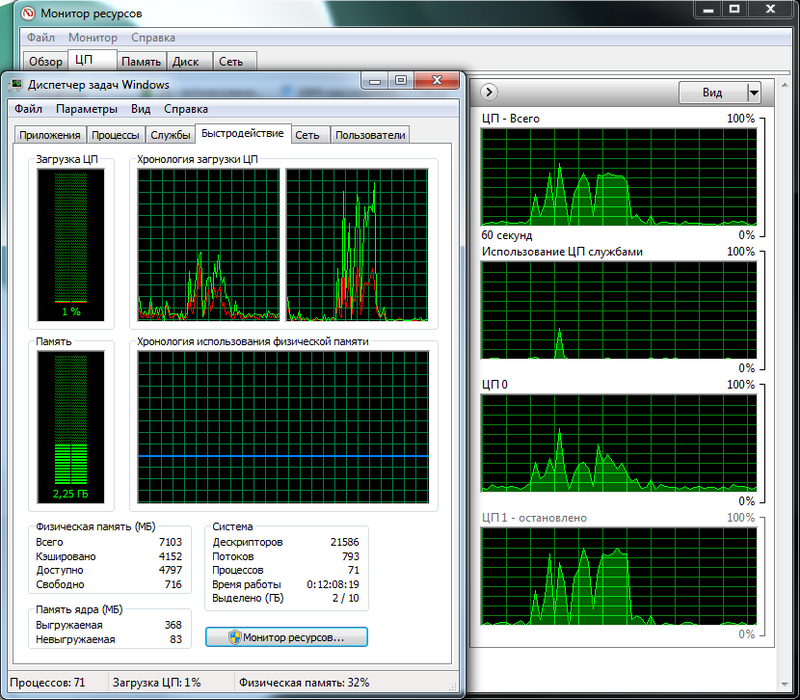 Монитор ресурсов
Файл Монитор Справка
Обзор ЦП Память Диск Сеть
Диспетчер задач Windows
Файл Параметры Вид Справка
Приложения Процессы Службы Быстродействие Сеть Пользователи
Загрузка ЦП
Хронология загрузки ЦП
1 %
Память
Хронология использования физической памяти
2,25 ГБ
Физическая память (МБ)
Всего 7103
Кэшировано 4152
Доступно 4797
Свободно 716
Система
Дескрипторов 21586
Потоков 793
Процессов 71
Время работы 0:12:08:19
Выделено (ГБ) 2 / 10
Память ядра (МБ)
Выгружаемая 368
Невыгружаемая 83
Монитор ресурсов...
Процессов: 71 Загрузка ЦП: 1% Физическая память: 32%
Вид
ЦП - Всего 100%
60 секунд 0%
Использование ЦП службами 100%
0%
ЦП 0 100%
0%
ЦП 1 - остановлено 100%
0%